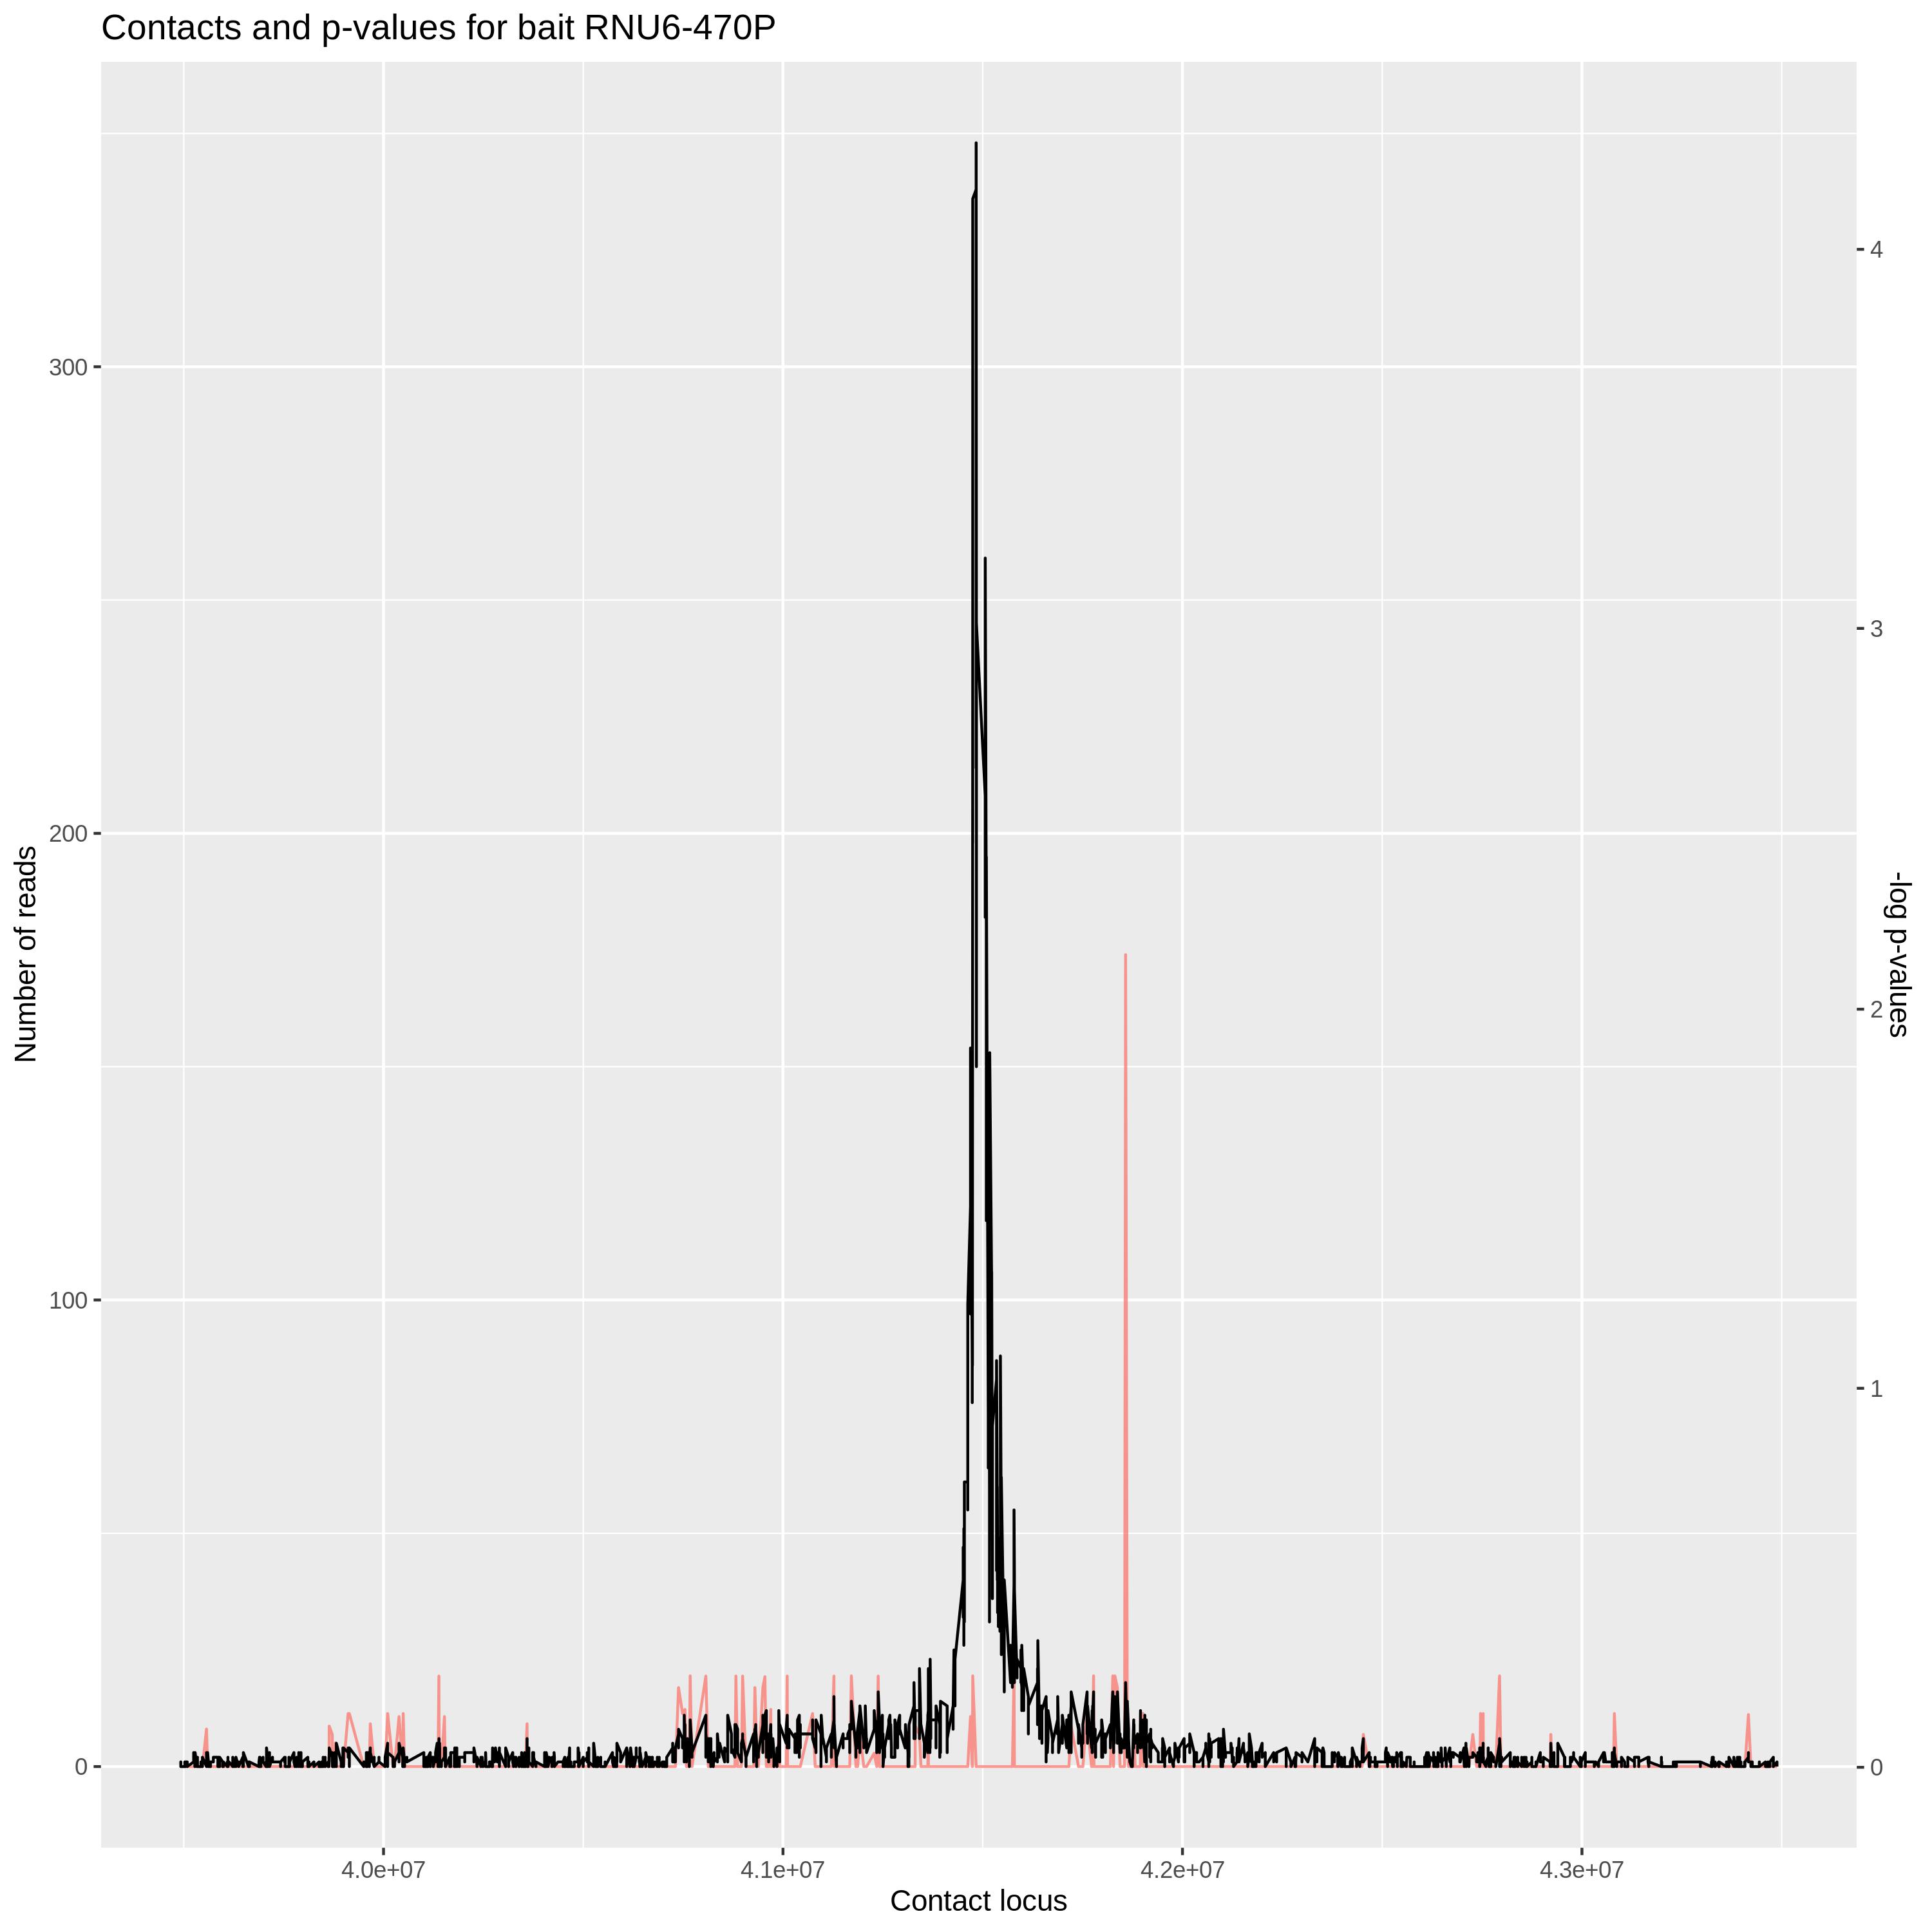 Contacts and p-values for bait RNU6-470P
300
200
100
0
Number of reads
4
3
2
1
0
-log p-values
4.0e+07
4.1e+07
4.2e+07
4.3e+07
Contact locus